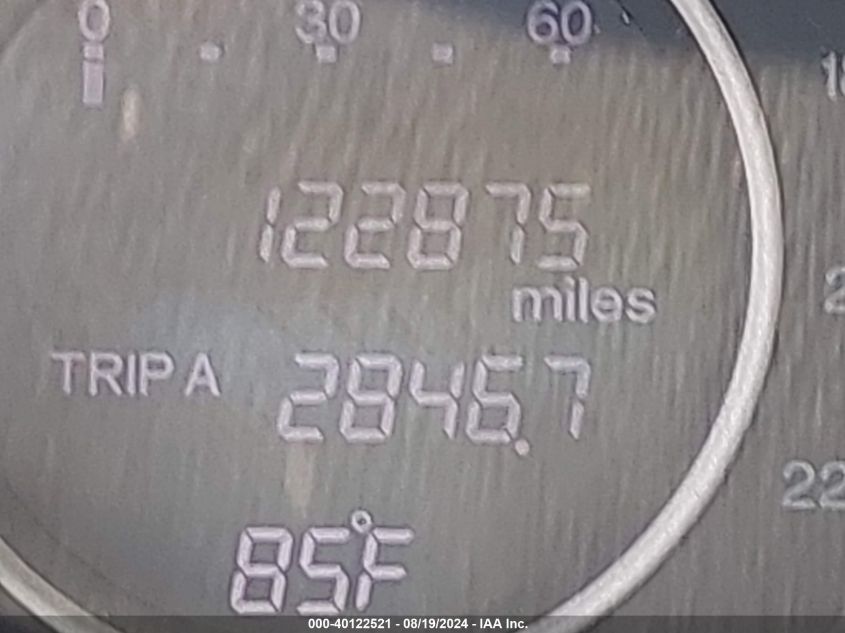 0 30 60
122875
miles
TRIP A 2846.7
85°F
22
000-40122521 - 08/19/2024 - IAA Inc.